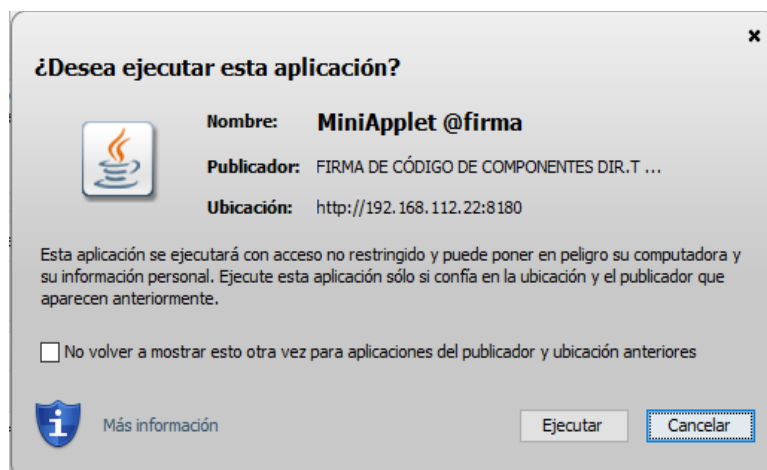 ¿Desea ejecutar esta aplicación?
Nombre: MiniApplet @firma
Publicador: FIRMA DE CÓDIGO DE COMPONENTES DIR.T ...
Ubicación: http://192.168.112.22:8180
Esta aplicación se ejecutará con acceso no restringido y puede poner en peligro su computadora y
su información personal. Ejecute esta aplicación sólo si confía en la ubicación y el publicador que
aparecen anteriormente.
No volver a mostrar esto otra vez para aplicaciones del publicador y ubicación anteriores
Más información Ejecutar Cancelar